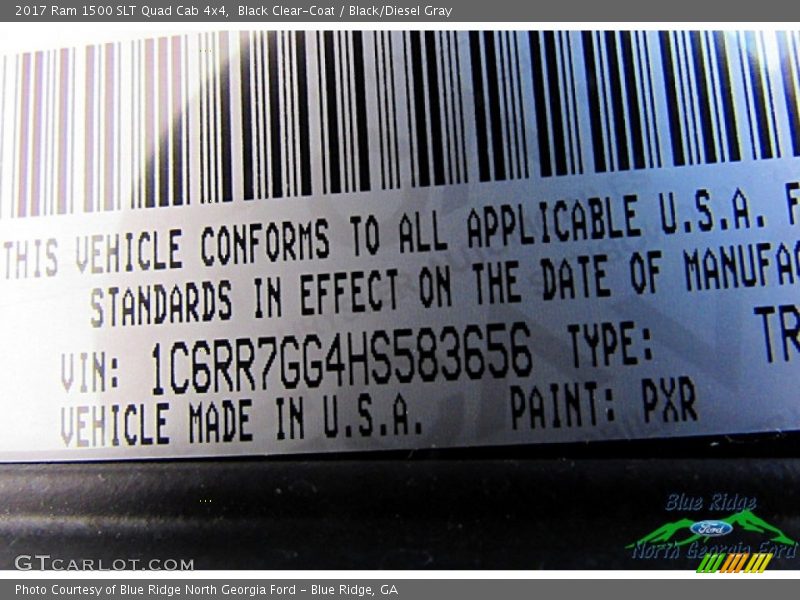 2017 Ram 1500 SLT Quad Cab 4x4,  Black Clear-Coat / Black/Diesel Gray
THIS VEHICLE CONFORMS TO ALL APPLICABLE U.S.A. F
STANDARDS IN EFFECT ON THE DATE OF MANUFAC
VIN: 1C6RR7GG4HS583656 TYPE: TR
VEHICLE MADE IN U.S.A. PAINT: PXR
Blue Ridge
Ford
North Georgia Ford
GTCARLOT.COM
Photo Courtesy of Blue Ridge North Georgia Ford - Blue Ridge, GA